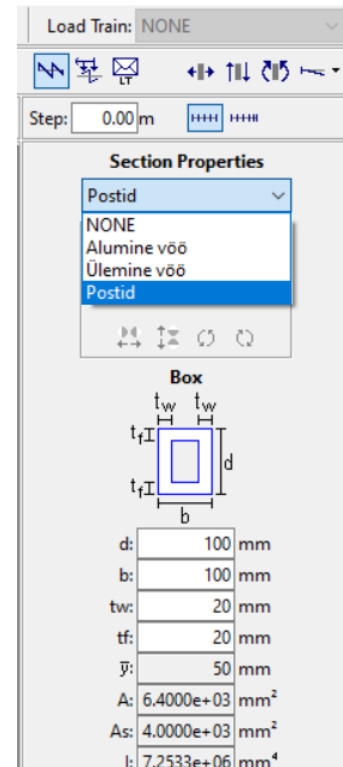 Load Train: NONE
LT
Step: 0.00 m
Section Properties
Postid
NONE
Alumine vöö
Ülemine vöö
Postid
Box
tw tw
tf
d
tf
b
d: 100 mm
b: 100 mm
tw: 20 mm
tf: 20 mm
y̅: 50 mm
A: 6.4000e+03 mm²
As: 4.0000e+03 mm²
I: 7.2533e+06 mm⁴